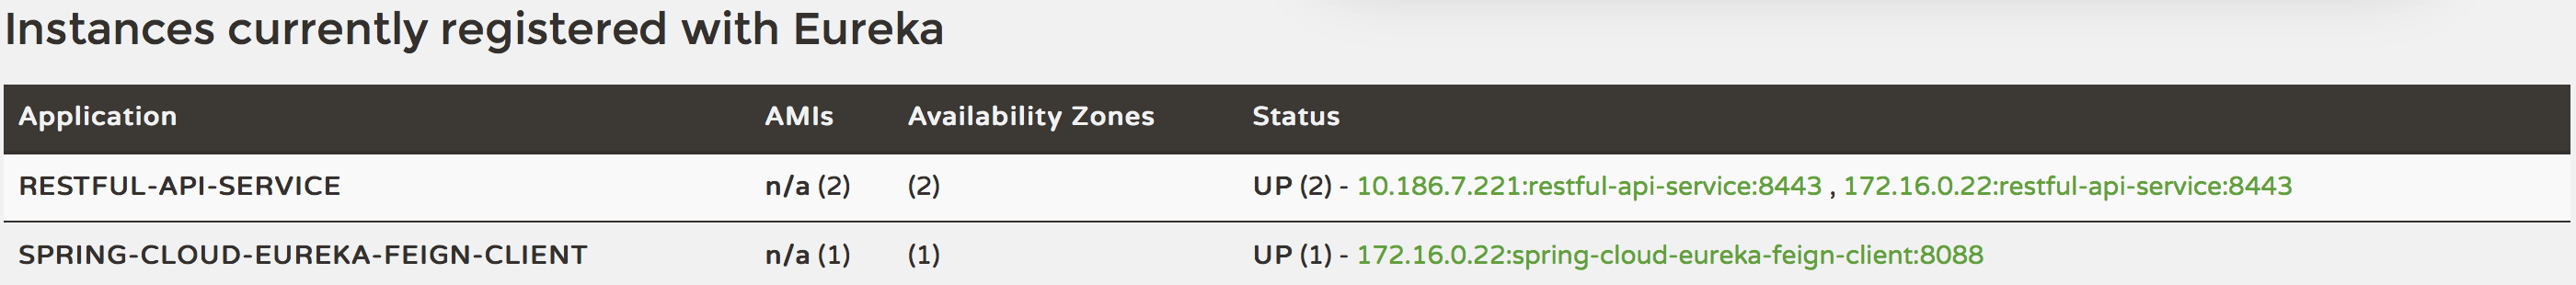 Instances currently registered with Eureka
Application AMIs Availability Zones Status
RESTFUL-API-SERVICE n/a (2) (2) UP (2) - 10.186.7.221:restful-api-service:8443 , 172.16.0.22:restful-api-service:8443
SPRING-CLOUD-EUREKA-FEIGN-CLIENT n/a (1) (1) UP (1) - 172.16.0.22:spring-cloud-eureka-feign-client:8088